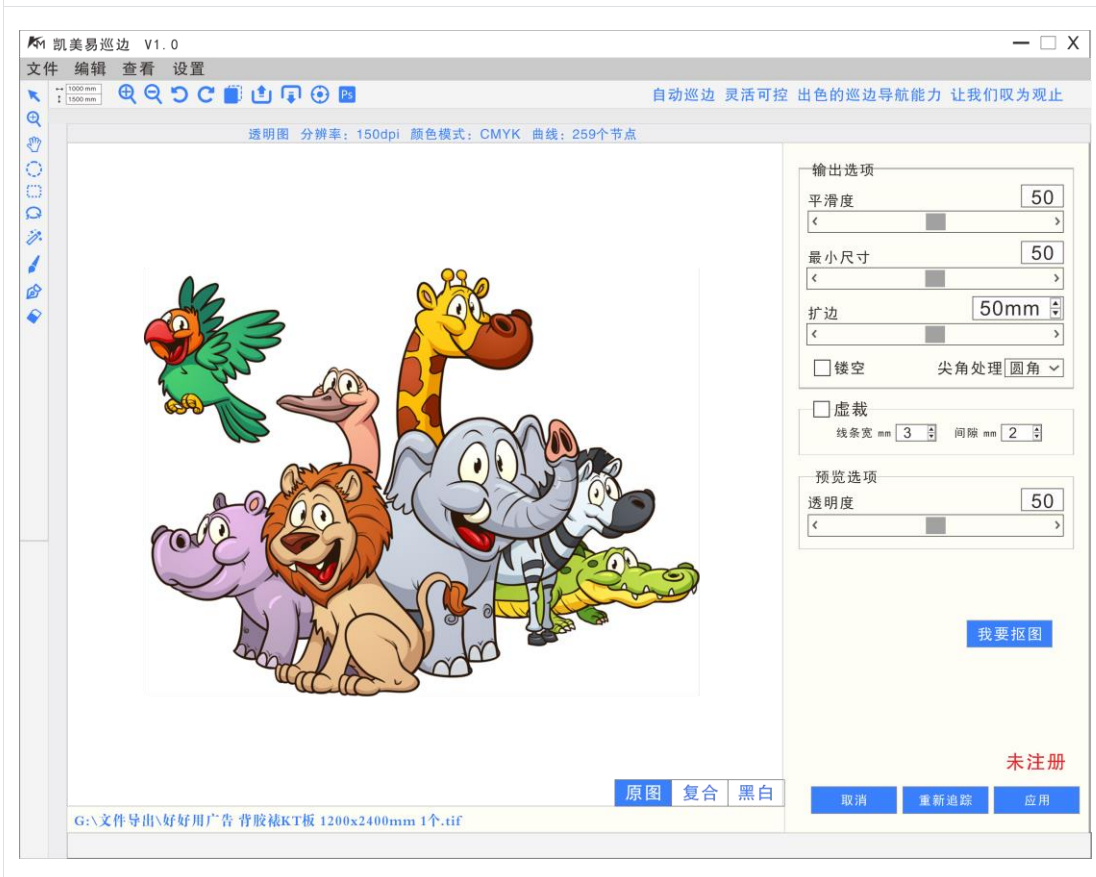 KM 凯美易巡边 V1.0
X
文件 编辑 查看 设置
1000 mm
1500 mm
Ps
自动巡边 灵活可控 出色的巡边导航能力 让我们叹为观止
透明图 分辨率：150dpi 颜色模式：CMYK 曲线：259个节点
输出选项
平滑度 50
最小尺寸 50
扩边 50mm
镂空 尖角处理 圆角
虚裁
线条宽 mm 3 间隙 mm 2
预览选项
透明度 50
我要抠图
未注册
原图 复合 黑白
取消 重新追踪 应用
G:\文件导出\好好用广告 背胶裱KT板 1200x2400mm 1个.tif